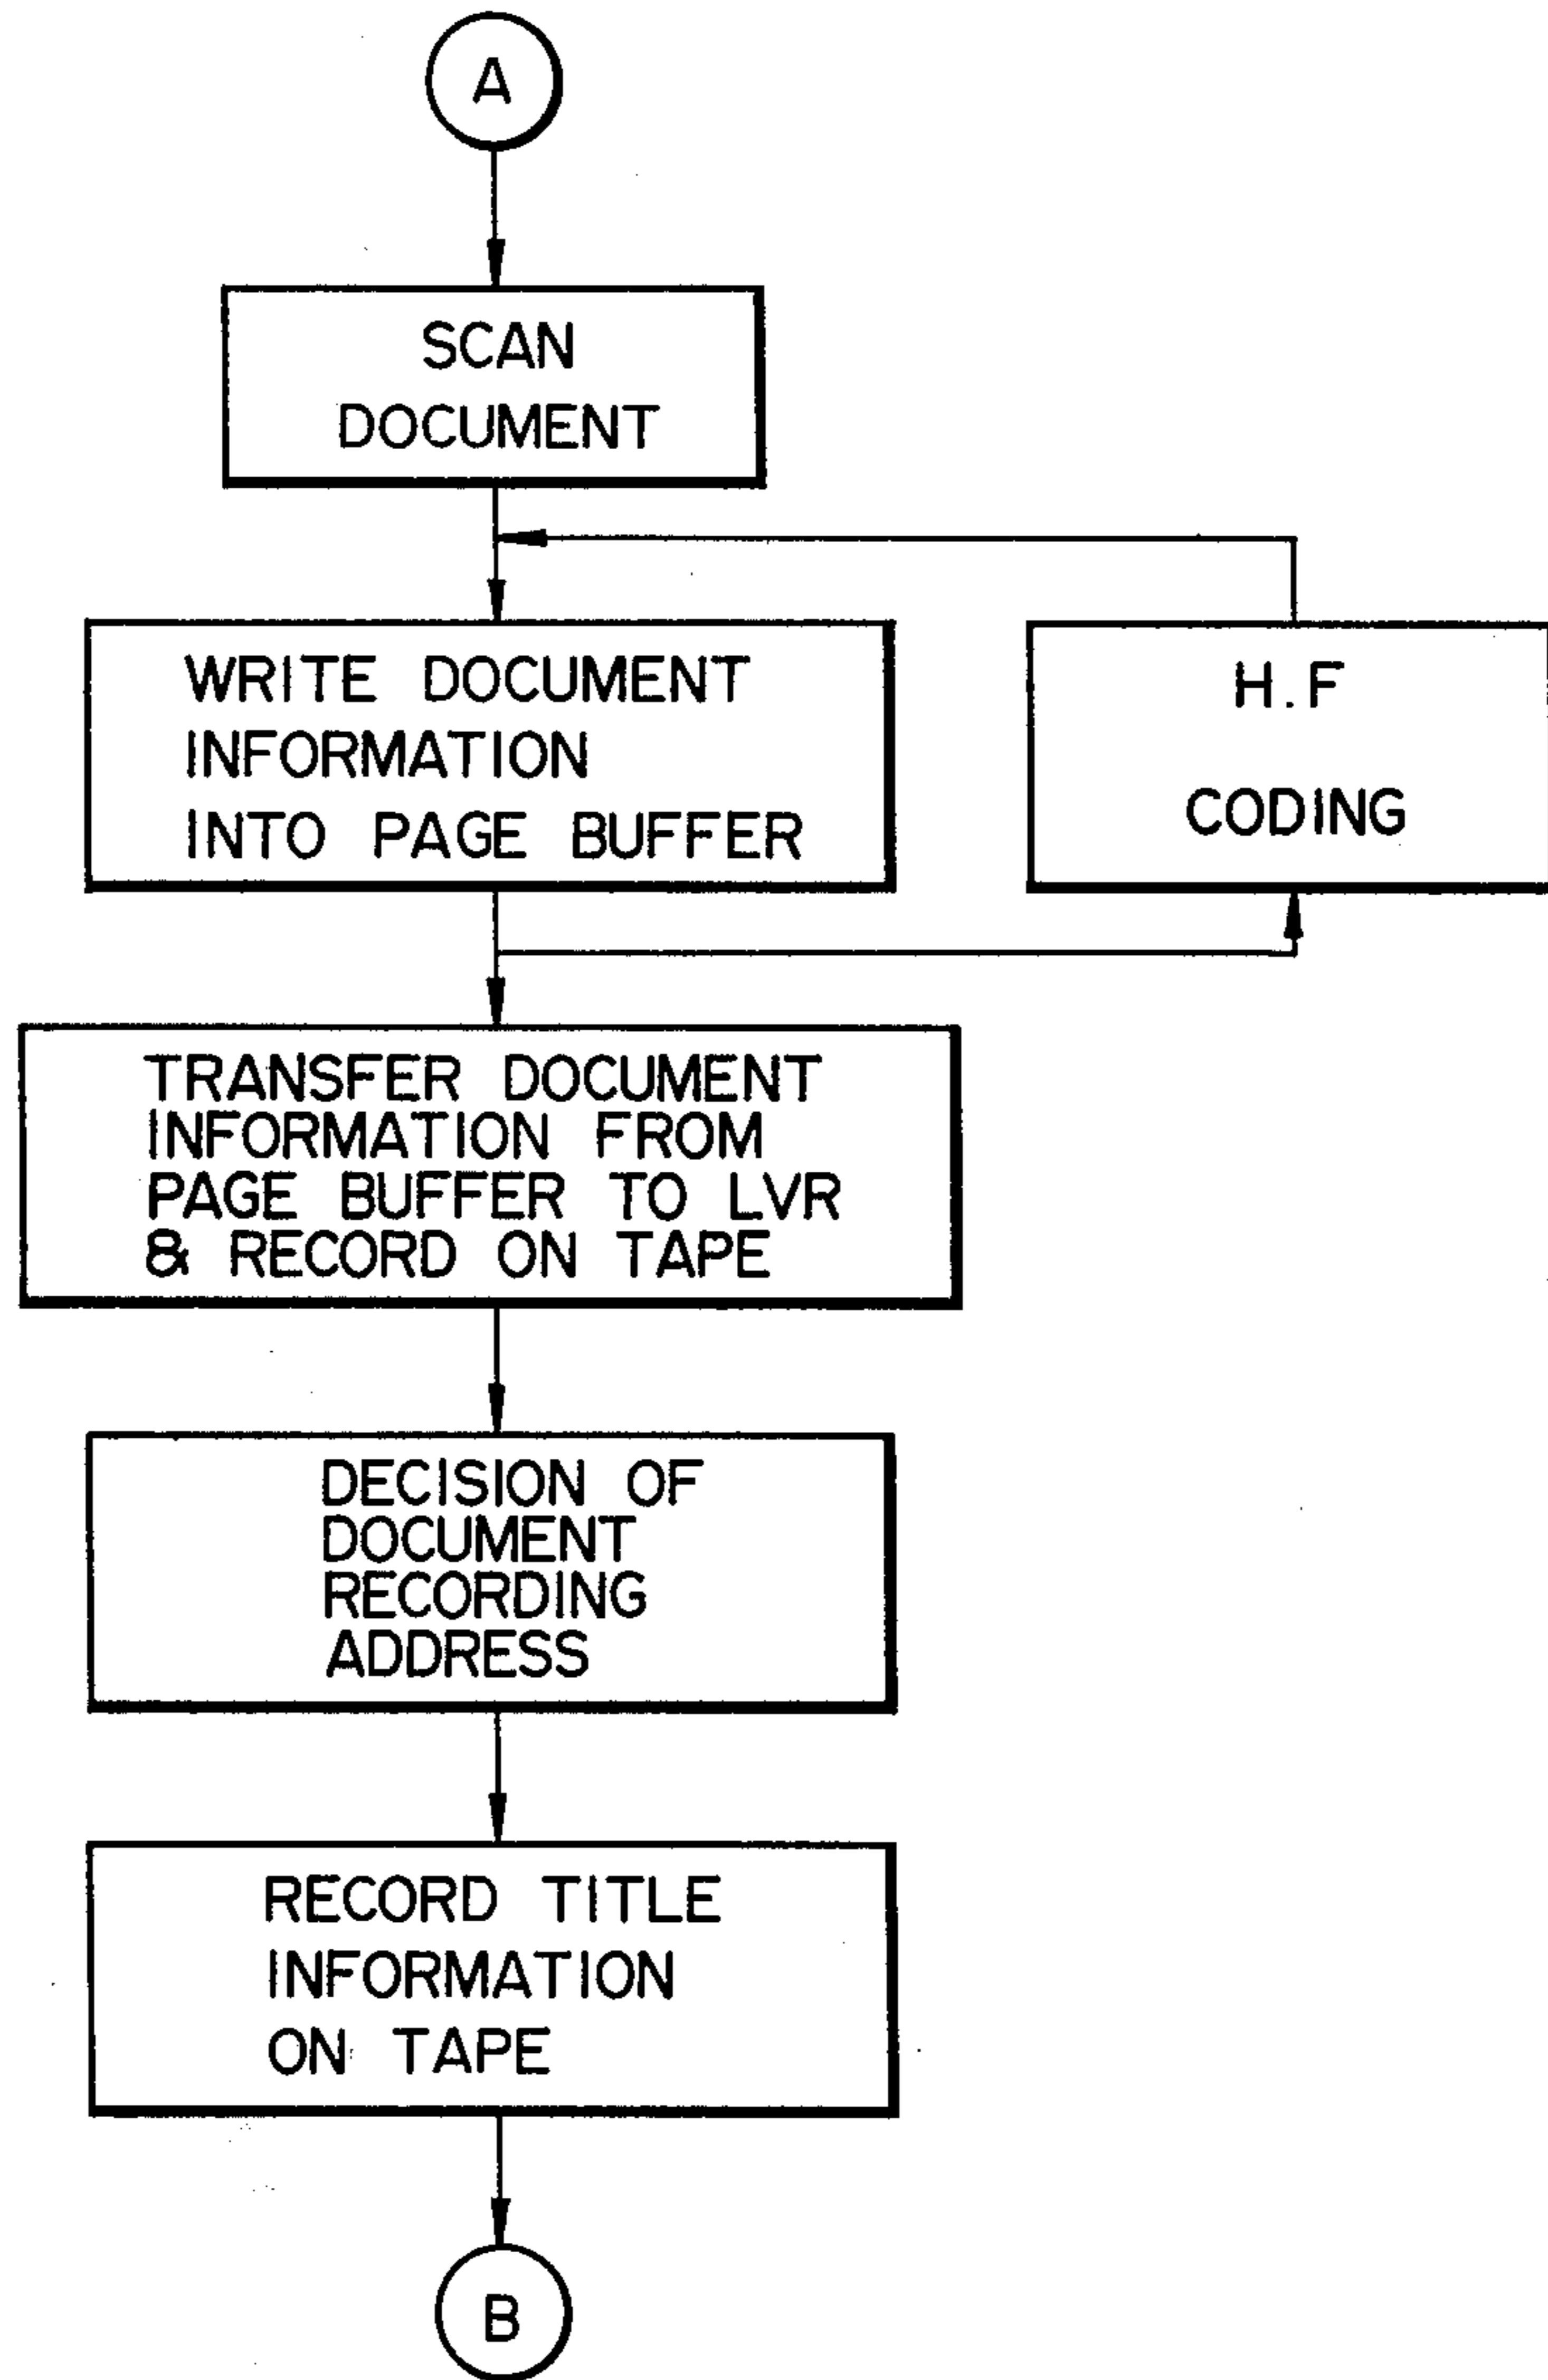 A
SCAN
DOCUMENT
WRITE DOCUMENT
INFORMATION
INTO PAGE BUFFER
H.F
CODING
TRANSFER DOCUMENT
INFORMATION FROM
PAGE BUFFER TO LVR
& RECORD ON TAPE
DECISION OF
DOCUMENT
RECORDING
ADDRESS
RECORD TITLE
INFORMATION
ON TAPE
B